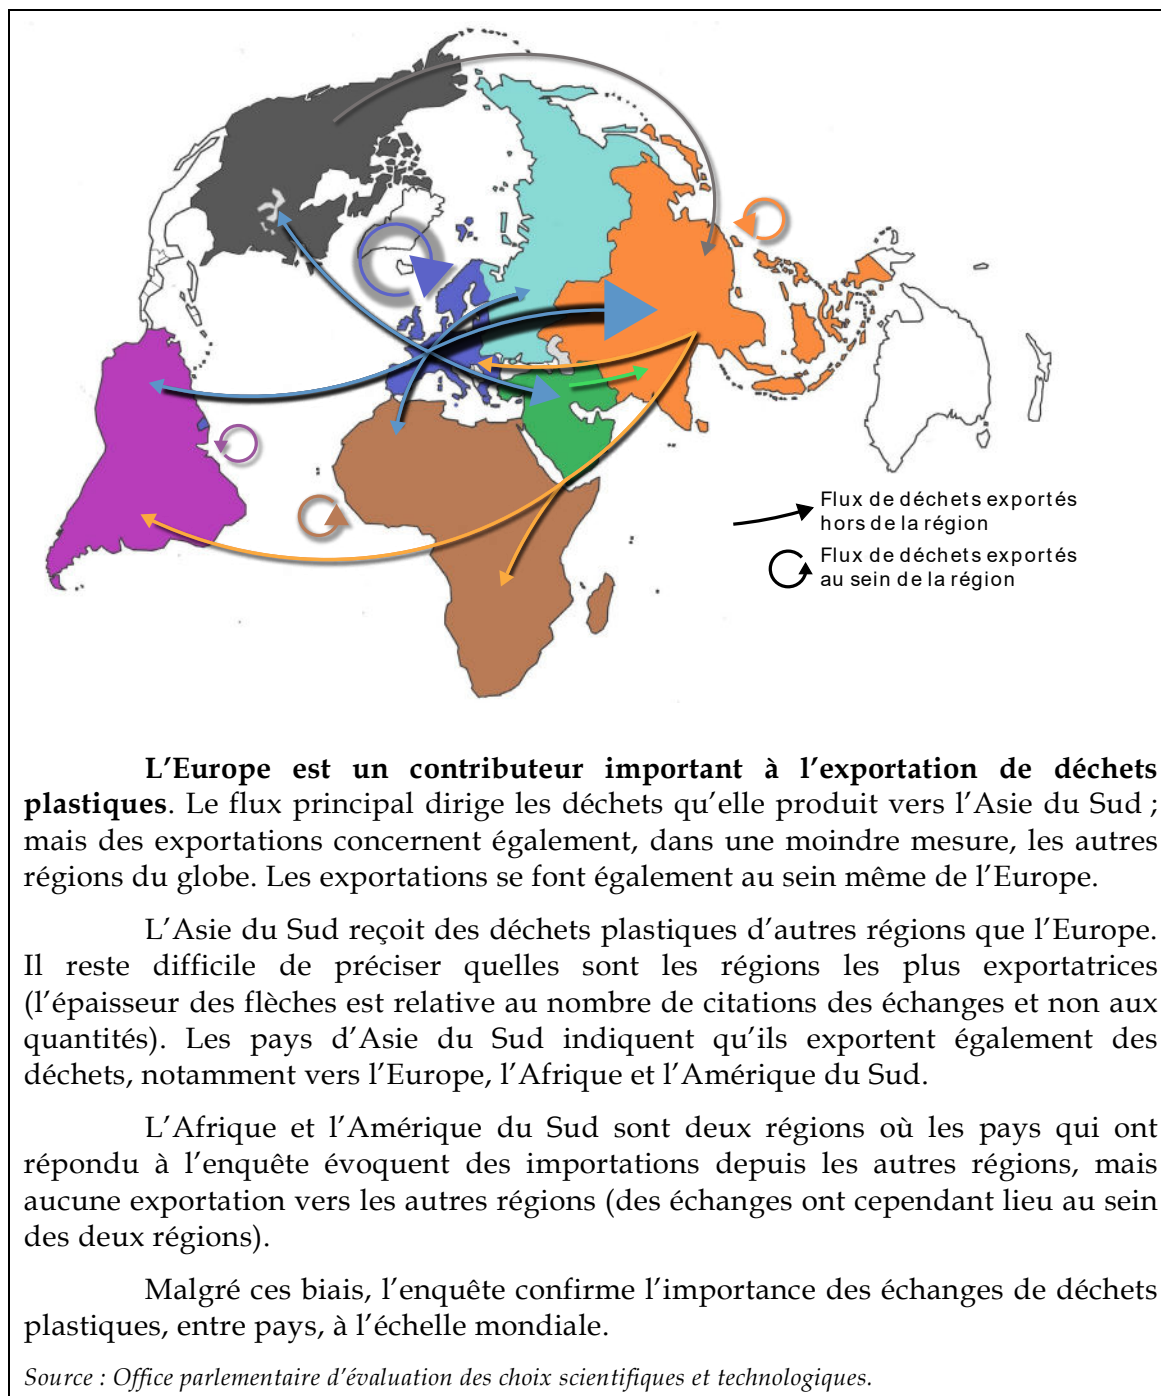 Flux de déchets exportés
hors de la région
Flux de déchets exportés
au sein de la région
L’Europe est un contributeur important à l’exportation de déchets
plastiques. Le flux principal dirige les déchets qu’elle produit vers l’Asie du Sud ;
mais des exportations concernent également, dans une moindre mesure, les autres
régions du globe. Les exportations se font également au sein même de l’Europe.
L’Asie du Sud reçoit des déchets plastiques d’autres régions que l’Europe.
Il reste difficile de préciser quelles sont les régions les plus exportatrices
(l’épaisseur des flèches est relative au nombre de citations des échanges et non aux
quantités). Les pays d’Asie du Sud indiquent qu’ils exportent également des
déchets, notamment vers l’Europe, l’Afrique et l’Amérique du Sud.
L’Afrique et l’Amérique du Sud sont deux régions où les pays qui ont
répondu à l’enquête évoquent des importations depuis les autres régions, mais
aucune exportation vers les autres régions (des échanges ont cependant lieu au sein
des deux régions).
Malgré ces biais, l’enquête confirme l’importance des échanges de déchets
plastiques, entre pays, à l’échelle mondiale.
Source : Office parlementaire d’évaluation des choix scientifiques et technologiques.